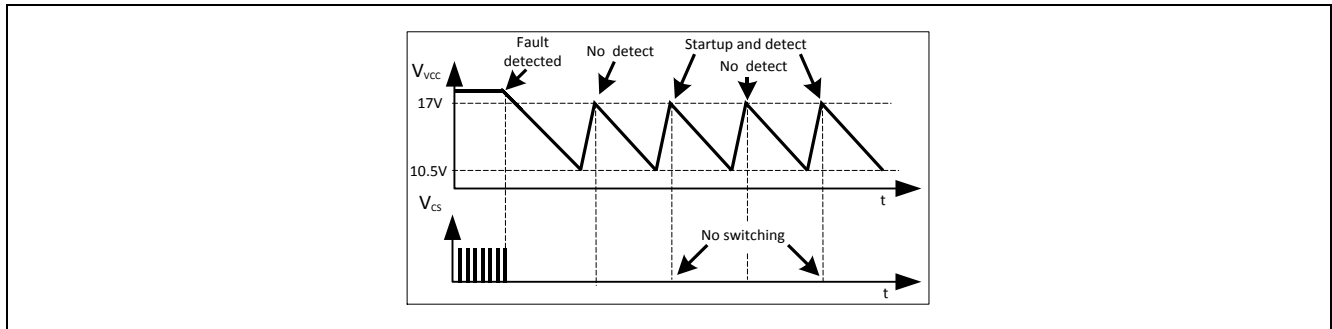 Fault
detected
No detect
Startup and detect
No detect
VVCC
17V
10.5V
t
VCS
No switching
t